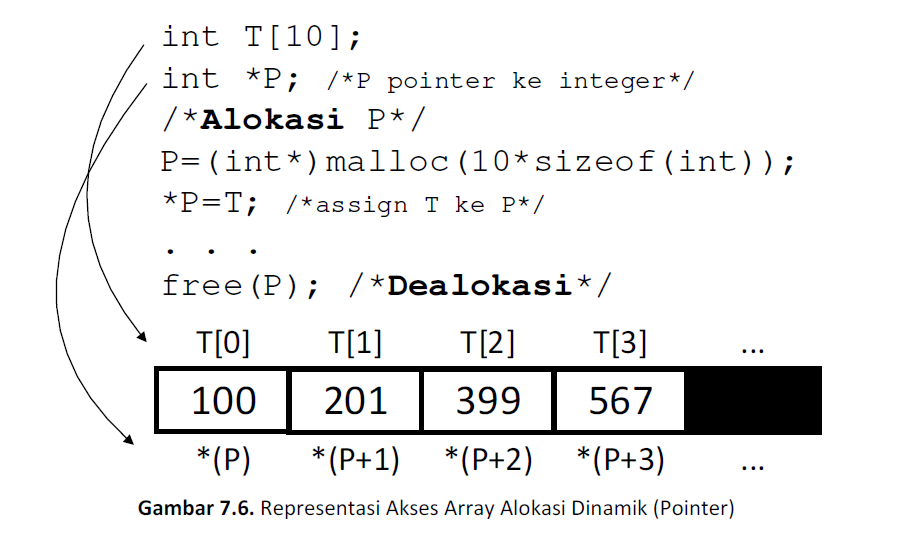 int T[10];
int *P; /*P pointer ke integer*/
/*Alokasi P*/
P=(int*)malloc(10*sizeof(int));
*P=T; /*assign T ke P*/
. . .
free(P); /*Dealokasi*/
T[0] T[1] T[2] T[3] ...
100 201 399 567
*(P) *(P+1) *(P+2) *(P+3) ...
Gambar 7.6. Representasi Akses Array Alokasi Dinamik (Pointer)